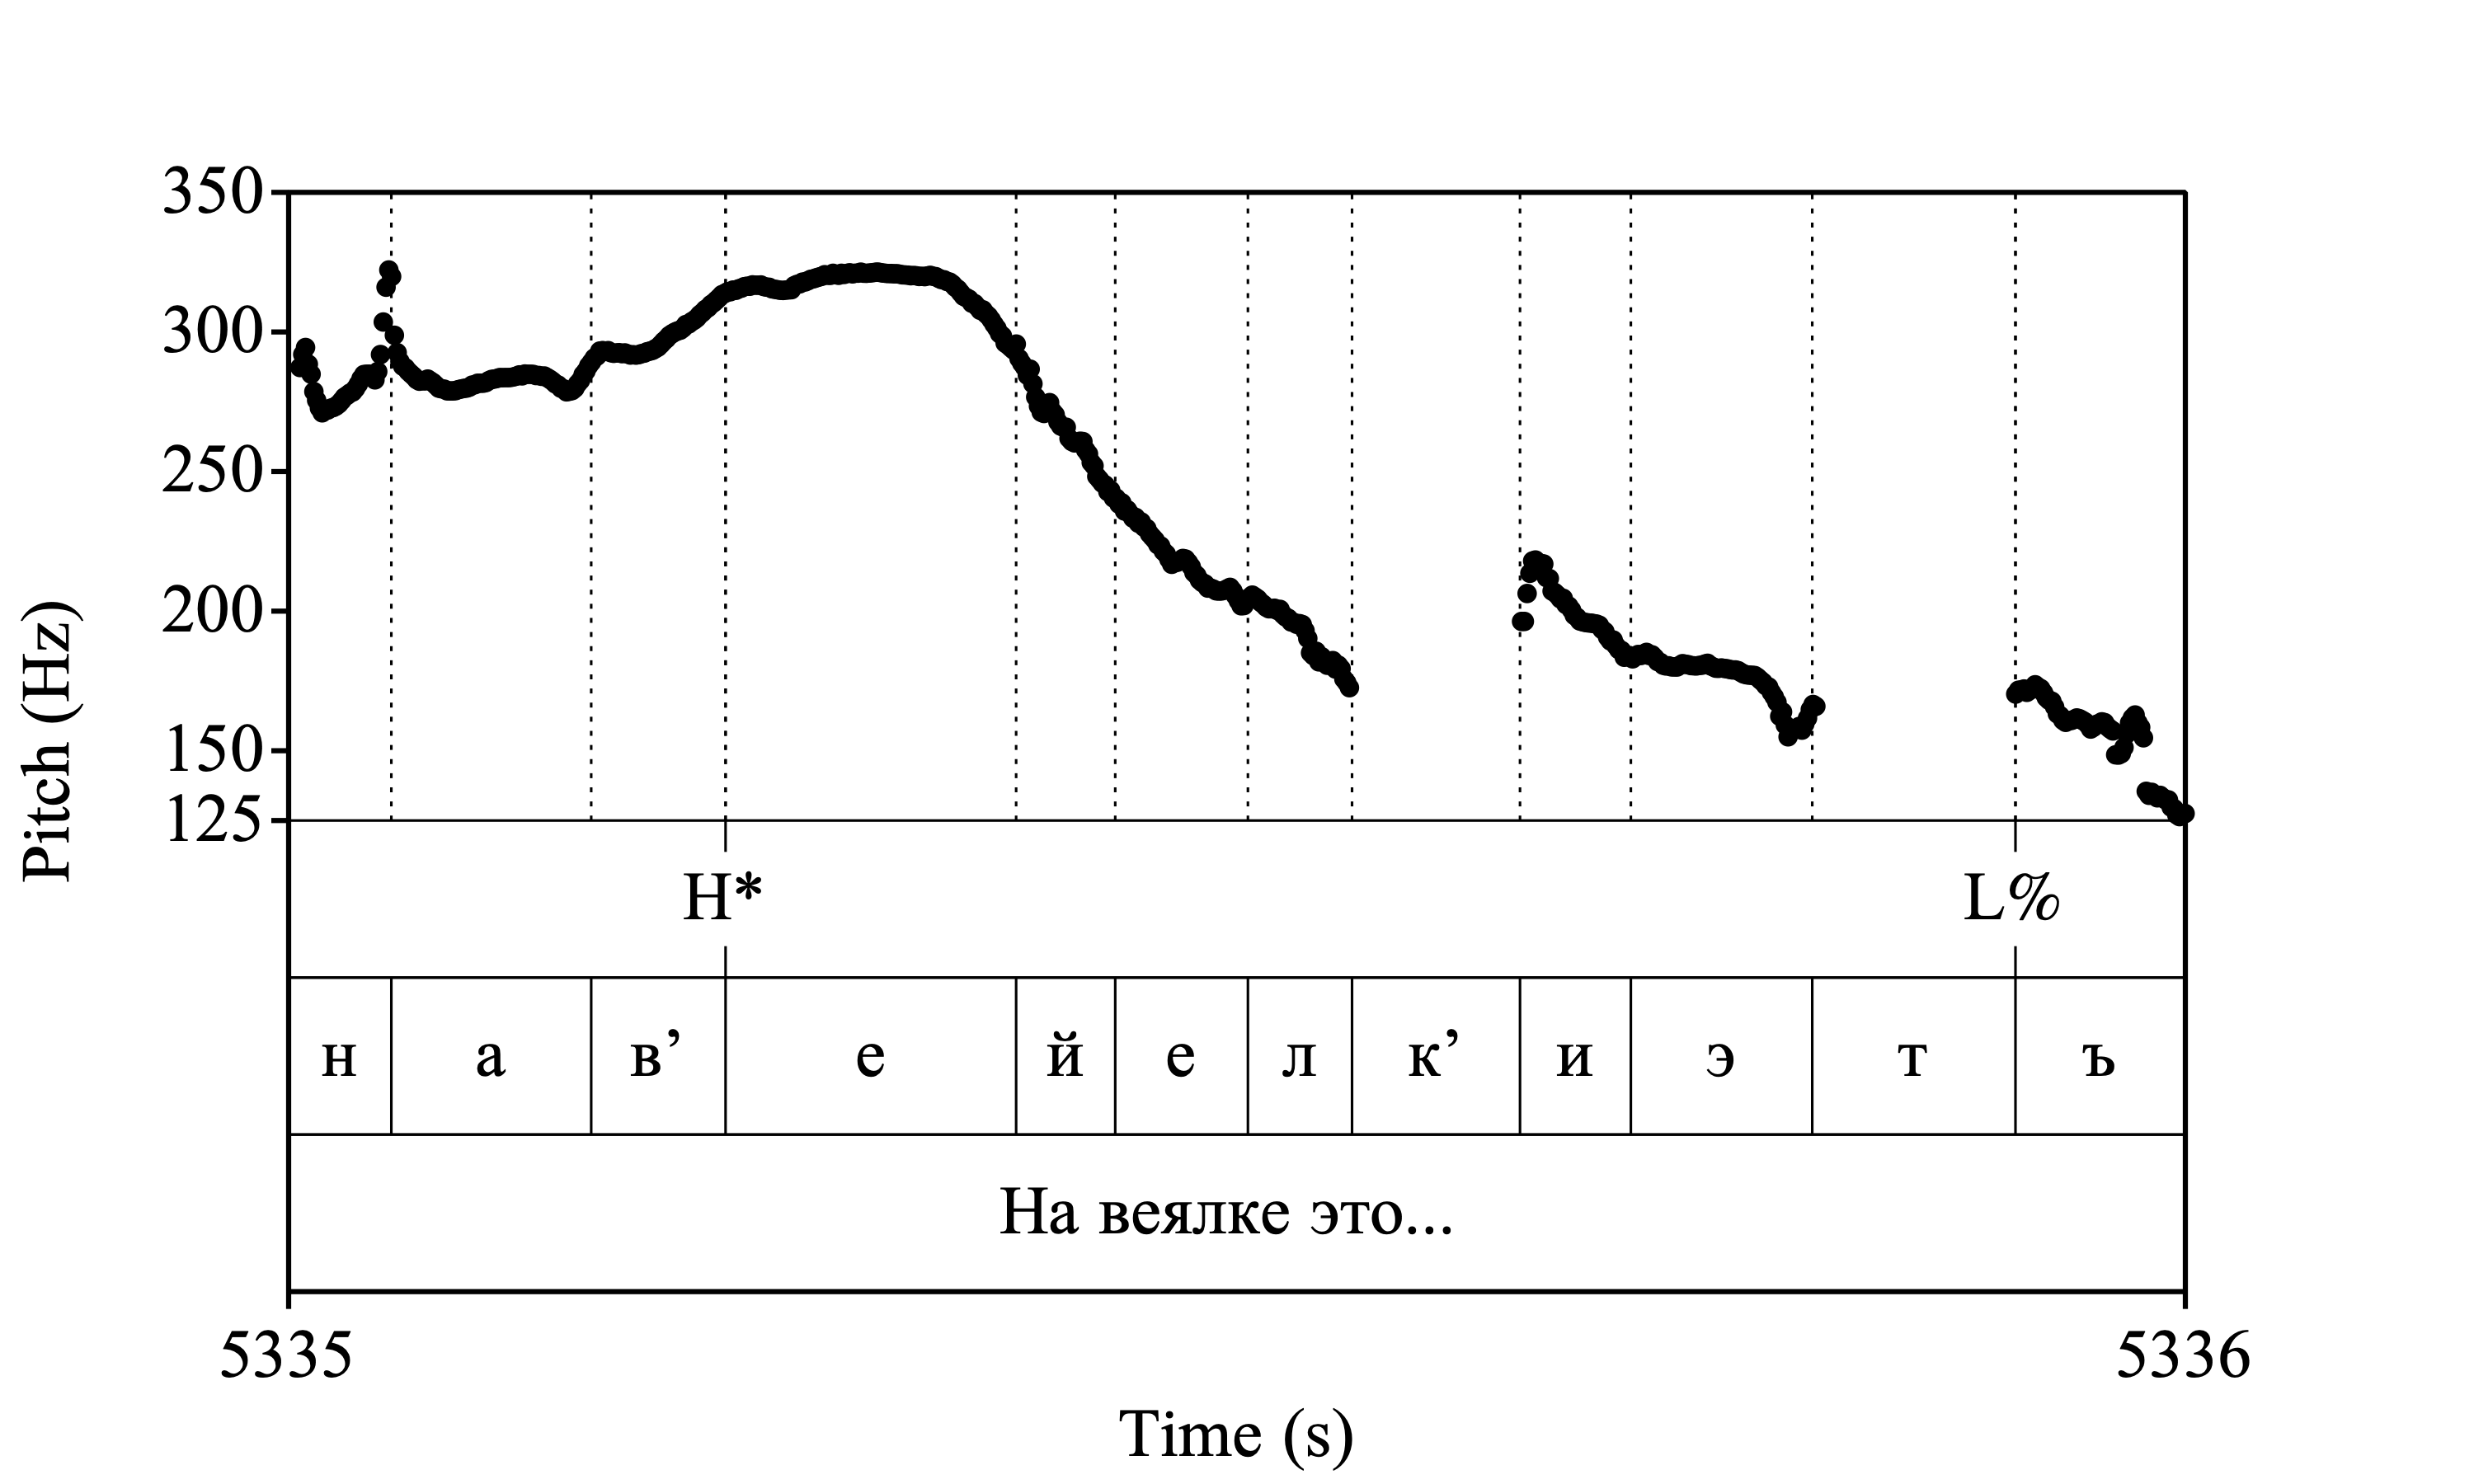 350
300
250
200
150
125
Pitch (Hz)
H* L%
н а в’ е й е л к’ и э т ъ
На веялке это...
5335 5336
Time (s)